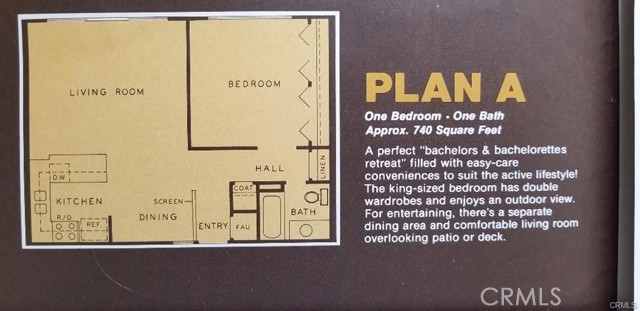 LIVING ROOM
BEDROOM
HALL
LINEN
D/W
KITCHEN
R/O
REF.
SCREEN
DINING
COAT
ENTRY
FAU
BATH
PLAN A
One Bedroom • One Bath
Approx. 740 Square Feet
A perfect "bachelors & bachelorettes
retreat" filled with easy-care
conveniences to suit the active lifestyle!
The king-sized bedroom has double
wardrobes and enjoys an outdoor view.
For entertaining, there's a separate
dining area and comfortable living room
overlooking patio or deck.
CRMLS
CRMLS